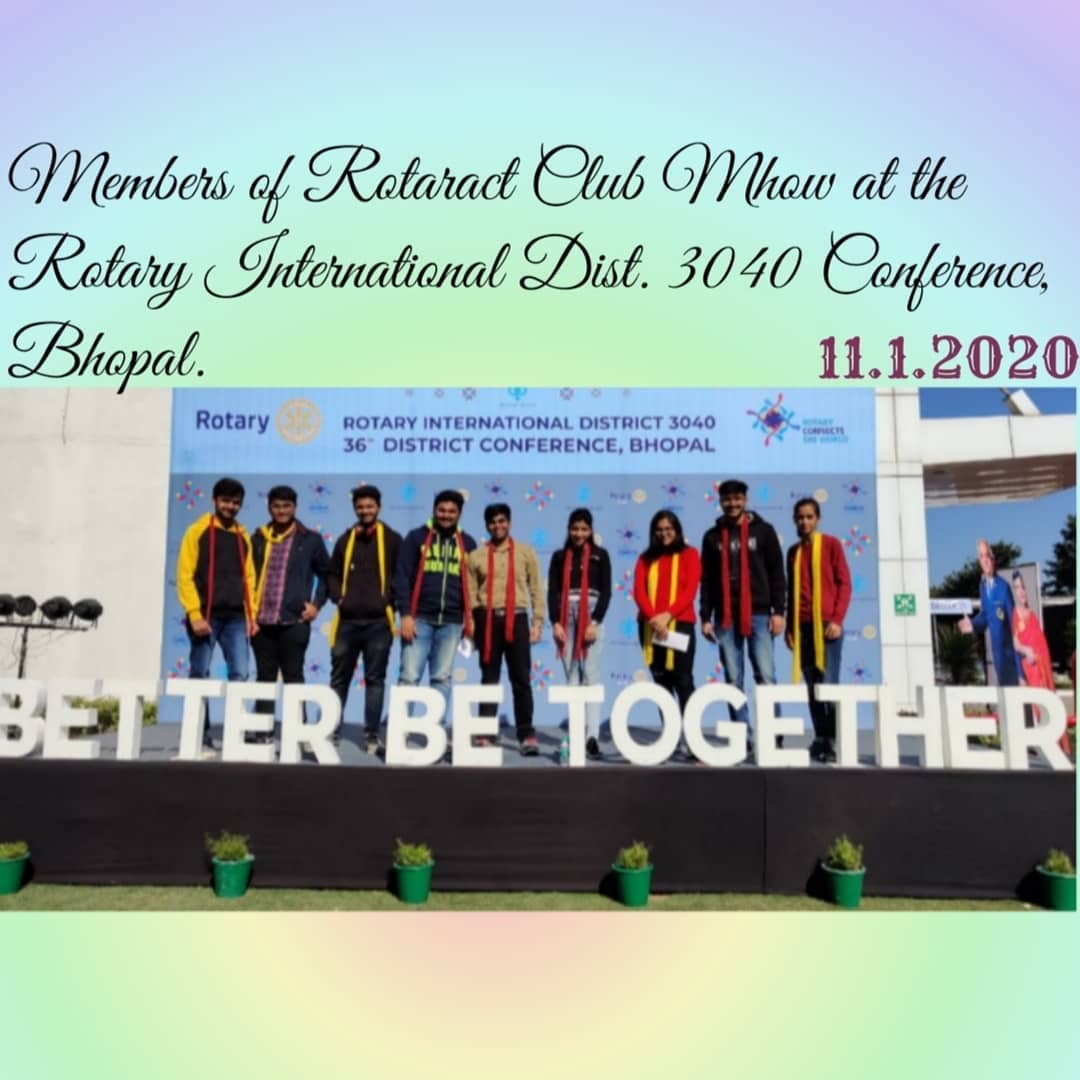 Members of Rotaract Club Mhow at the
Rotary International Dist. 3040 Conference,
Bhopal.
11.1.2020
Rotary
ROTARY INTERNATIONAL DISTRICT 3040
36TH DISTRICT CONFERENCE, BHOPAL
ROTARY
CONNECTS
THE WORLD
BETTER BE TOGETHER